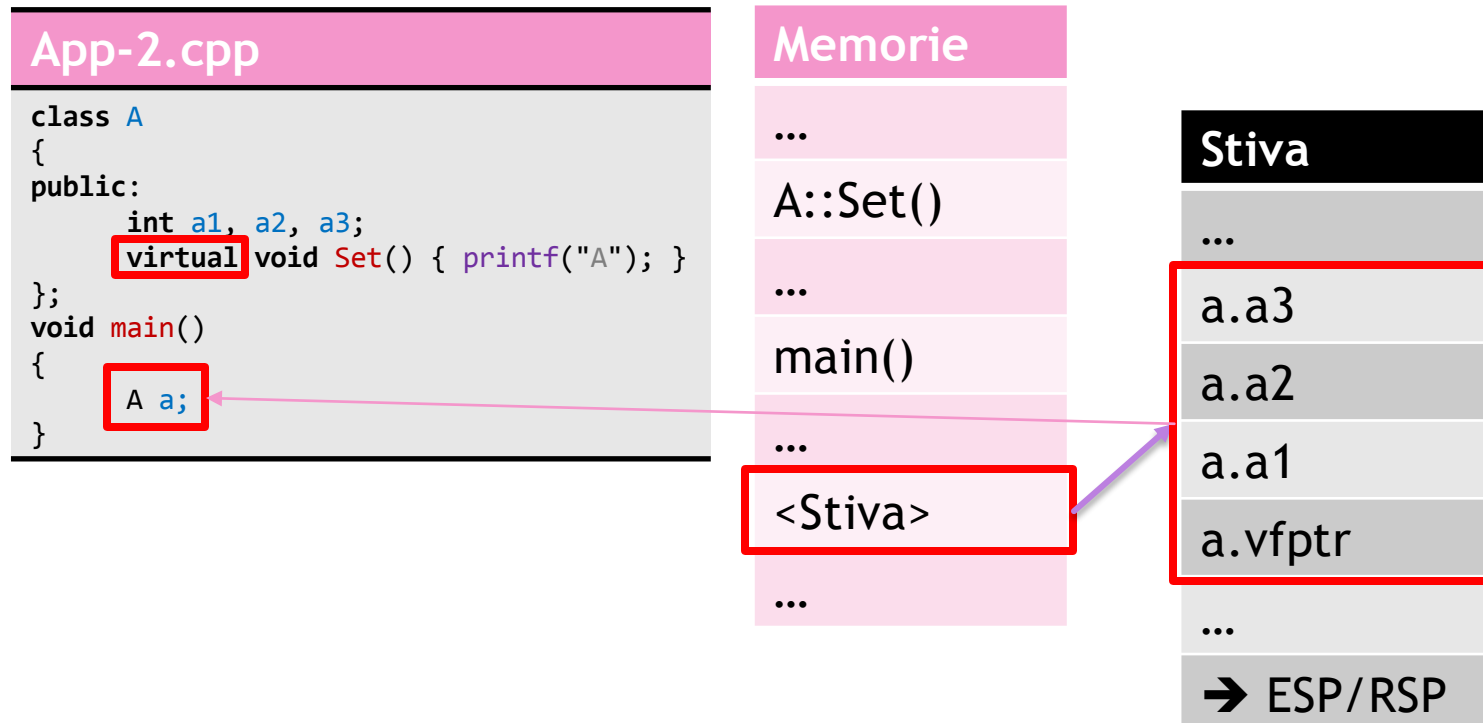 App-2.cpp
class A
{
public:
int a1, a2, a3;
virtual void Set() { printf("A"); }
};
void main()
{
A a;
}
Memorie
...
A::Set()
...
main()
...
<Stiva>
...
Stiva
...
a.a3
a.a2
a.a1
a.vfptr
...
➔ ESP/RSP